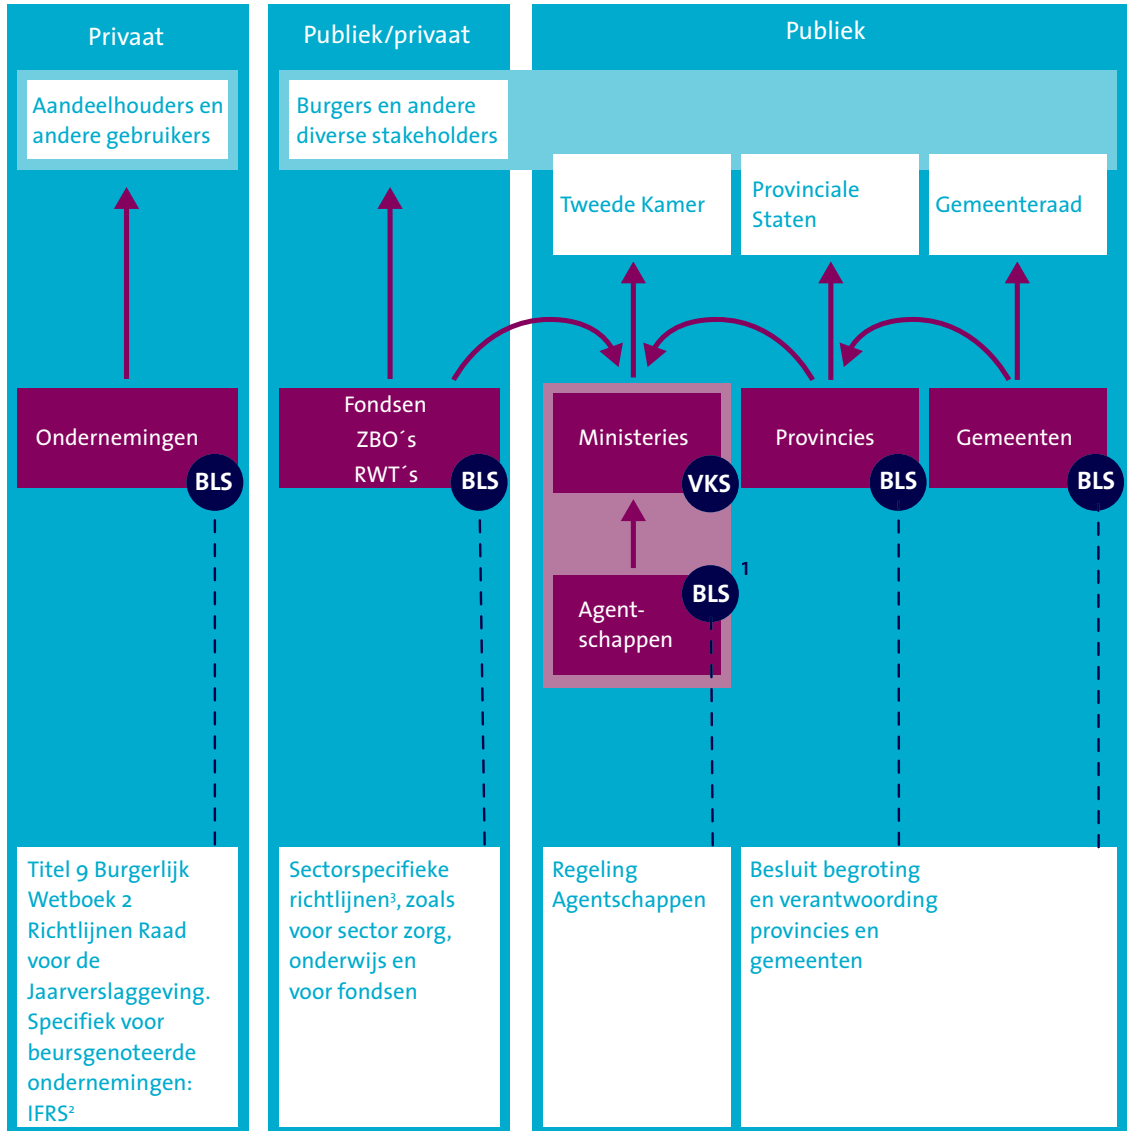 Privaat
Publiek/privaat
Publiek
Aandeelhouders en
andere gebruikers
Burgers en andere
diverse stakeholders
Tweede Kamer
Provinciale
Staten
Gemeenteraad
Ondernemingen
BLS
Fondsen
ZBO´s
RWT´s
BLS
Ministeries
VKS
Provincies
BLS
Gemeenten
BLS
Agent-
schappen
BLS
1
Titel 9 Burgerlijk
Wetboek 2
Richtlijnen Raad
voor de
Jaarverslaggeving.
Specifiek voor
beursgenoteerde
ondernemingen:
IFRS²
Sectorspecifieke
richtlijnen³, zoals
voor sector zorg,
onderwijs en
voor fondsen
Regeling
Agentschappen
Besluit begroting
en verantwoording
provincies en
gemeenten